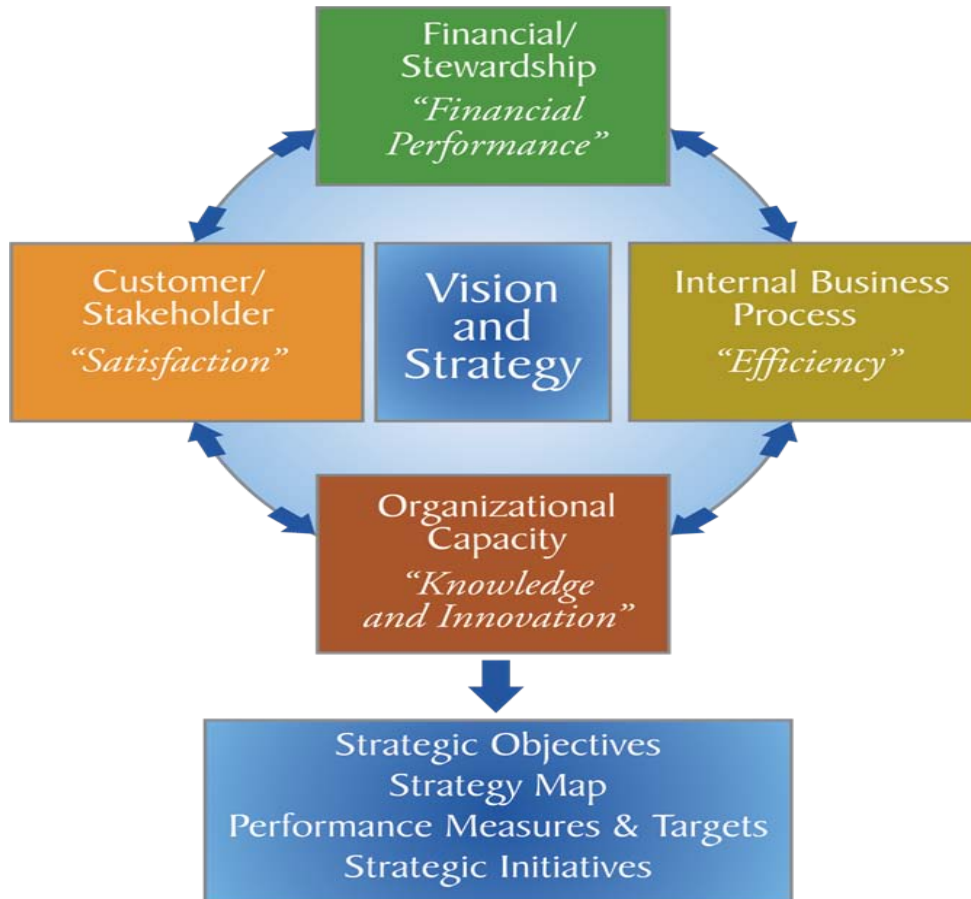 Financial/
Stewardship
“Financial
Performance”
Customer/
Stakeholder
“Satisfaction”
Vision
and
Strategy
Internal Business
Process
“Efficiency”
Organizational
Capacity
“Knowledge
and Innovation”
Strategic Objectives
Strategy Map
Performance Measures & Targets
Strategic Initiatives